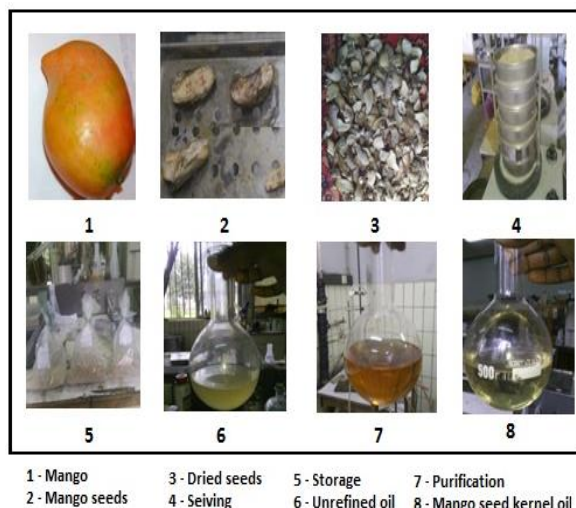 1 2 3 4
5 6 7 8
500
1 - Mango 3 - Dried seeds 5 - Storage 7 - Purification
2 - Mango seeds 4 - Seiving 6 - Unrefined oil 8 - Mango seed kernel oil